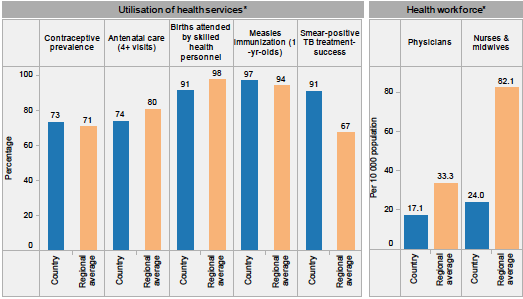 Utilisation of health services*
Contraceptive
prevalence
Antenatal care
(4+ visits)
Births attended
by skilled
health
personnel
Measles
immunization (1
-yr-olds)
Smear-positive
TB treatment-
success
Percentage
100
80
60
40
20
0
73
71
74
80
91
98
97
94
91
67
Country
Regional
average
Country
Regional
average
Country
Regional
average
Country
Regional
average
Country
Regional
average
Health workforce*
Physicians
Nurses &
midwives
Per 10 000 population
80
60
40
20
0
17.1
33.3
24.0
82.1
Country
Regional
average
Country
Regional
average